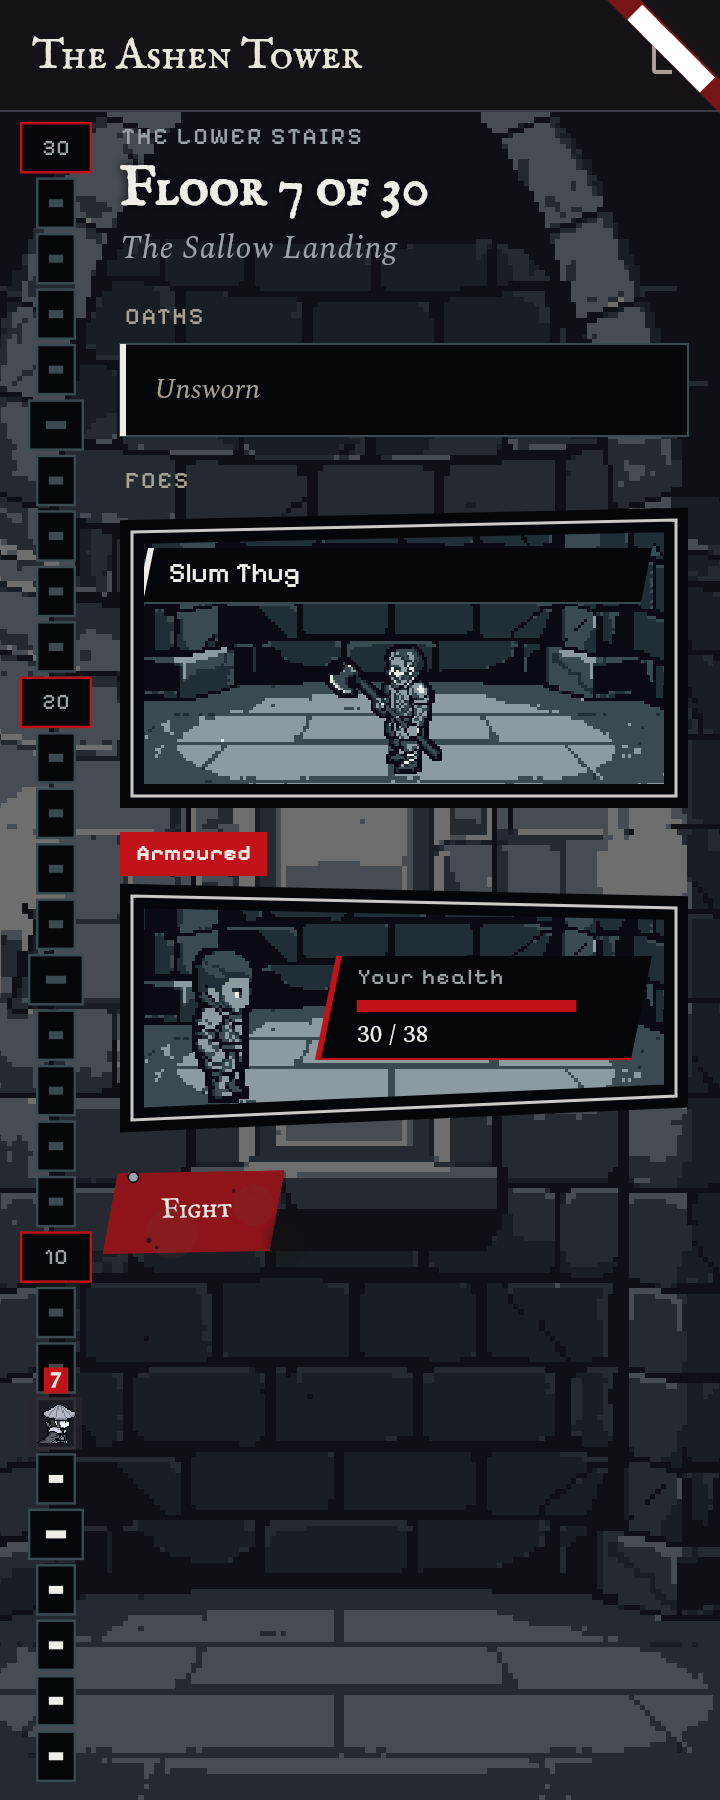 The Ashen Tower
30
THE LOWER STAIRS
Floor 7 of 30
The Sallow Landing
OATHS
Unsworn
FOES
Slum Thug
20
Armoured
Your health
30 / 38
Fight
10
7